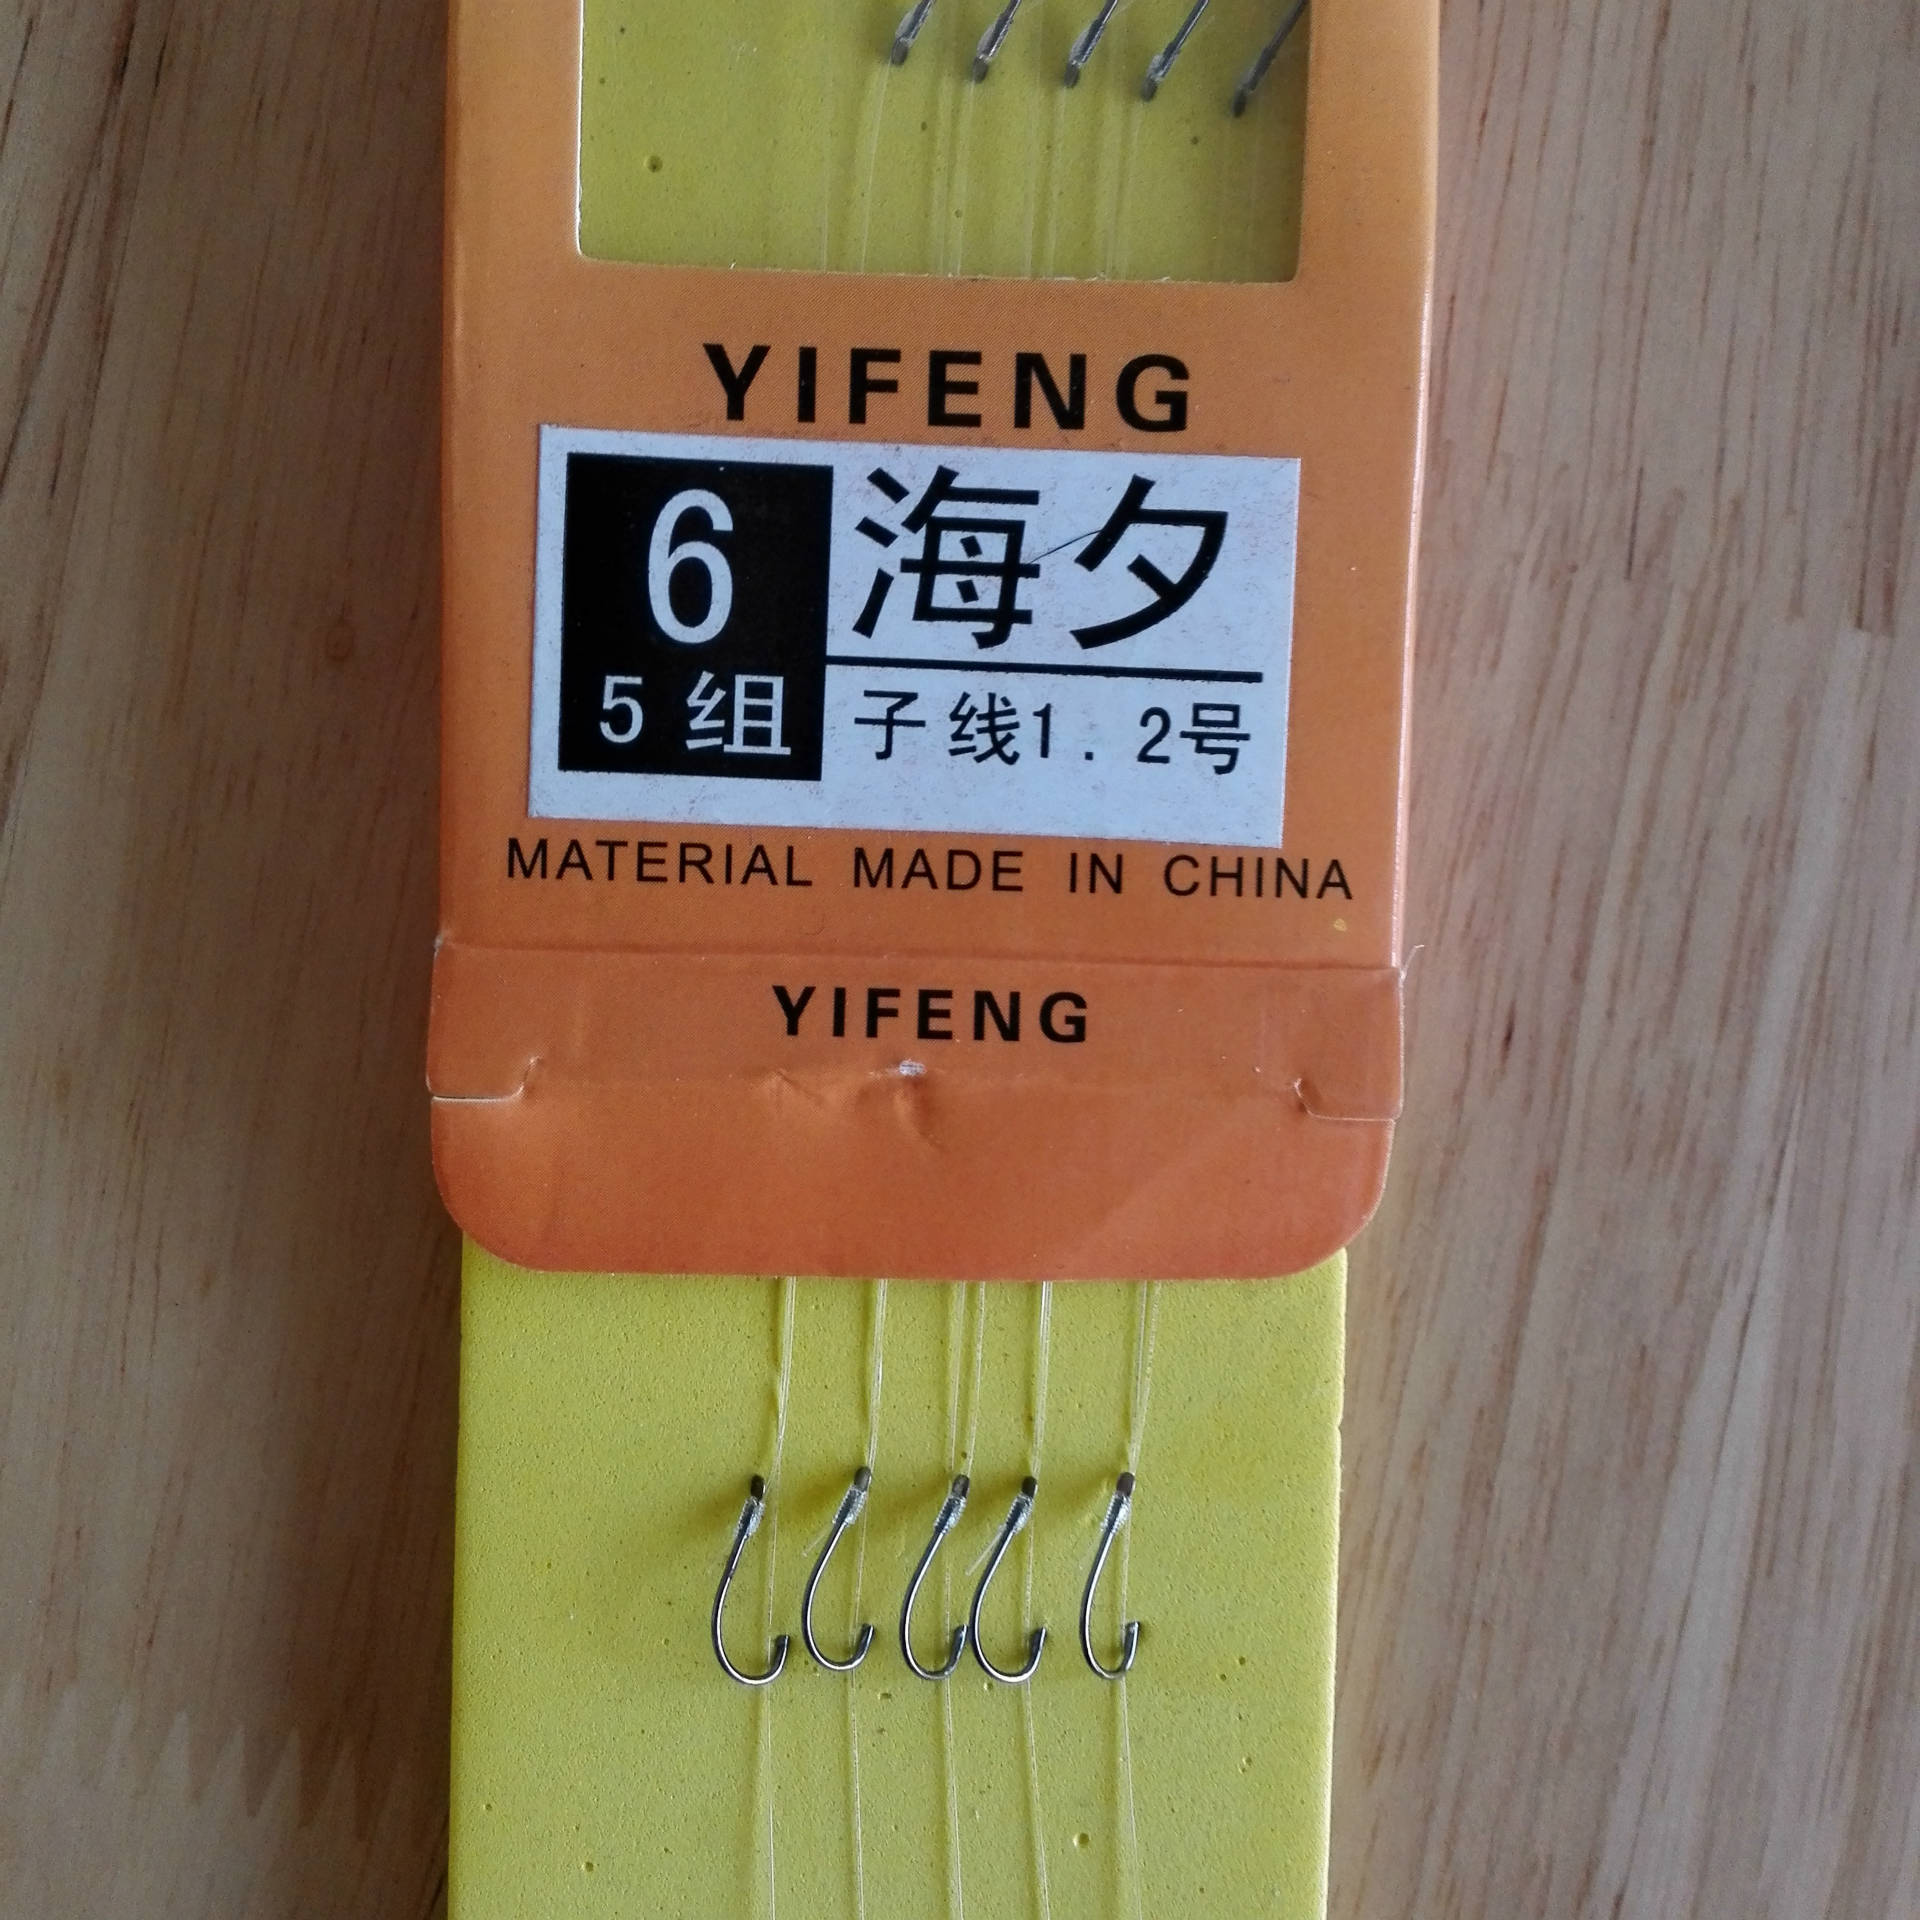 YIFENG
6 海夕
5 组 子线1.2号
MATERIAL MADE IN CHINA
YIFENG